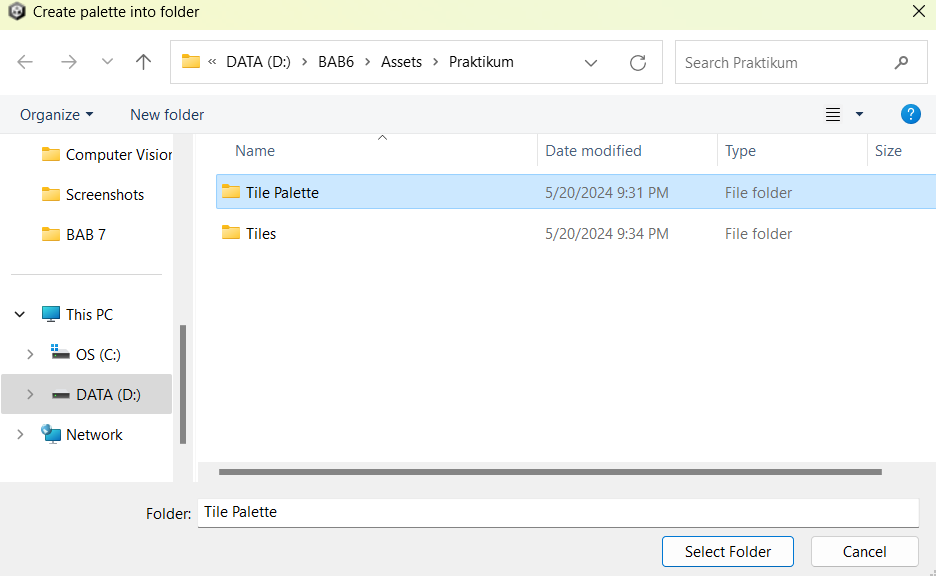 Create palette into folder
« DATA (D:) > BAB6 > Assets > Praktikum
Search Praktikum
Organize
New folder
?
Computer Vision
Screenshots
BAB 7
This PC
OS (C:)
DATA (D:)
Network
Name Date modified Type Size
Tile Palette 5/20/2024 9:31 PM File folder
Tiles 5/20/2024 9:34 PM File folder
Folder: Tile Palette
Select Folder Cancel